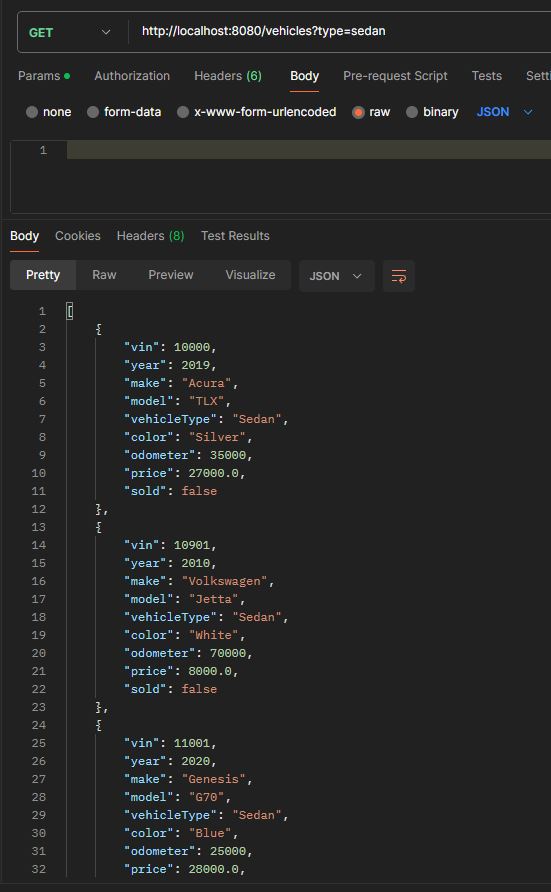 GET http://localhost:8080/vehicles?type=sedan
Params Authorization Headers (6) Body Pre-request Script Tests Setti
none form-data x-www-form-urlencoded raw binary JSON
1
Body Cookies Headers (8) Test Results
Pretty Raw Preview Visualize JSON
1 [
2 {
3 "vin": 10000,
4 "year": 2019,
5 "make": "Acura",
6 "model": "TLX",
7 "vehicleType": "Sedan",
8 "color": "Silver",
9 "odometer": 35000,
10 "price": 27000.0,
11 "sold": false
12 },
13 {
14 "vin": 10901,
15 "year": 2010,
16 "make": "Volkswagen",
17 "model": "Jetta",
18 "vehicleType": "Sedan",
19 "color": "White",
20 "odometer": 70000,
21 "price": 8000.0,
22 "sold": false
23 },
24 {
25 "vin": 11001,
26 "year": 2020,
27 "make": "Genesis",
28 "model": "G70",
29 "vehicleType": "Sedan",
30 "color": "Blue",
31 "odometer": 25000,
32 "price": 28000.0,